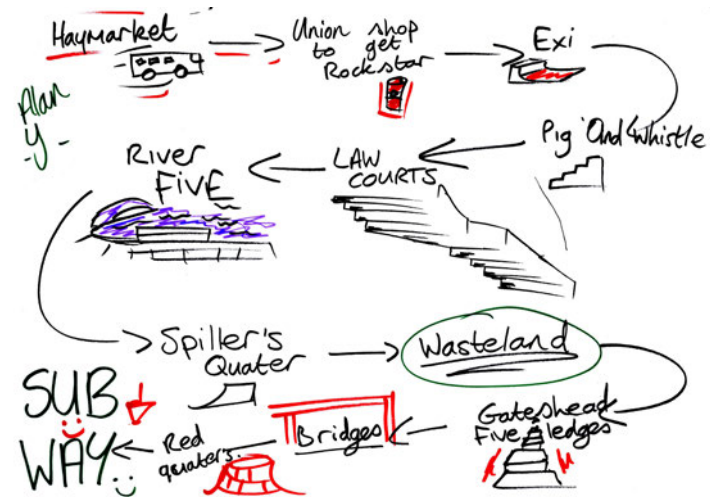 Haymarket
Union shop
to get
Rockstar
Exi
Alan
y -
Pig And Whistle
LAW
COURTS
River
FIVE
Spiller's
Quater
Wasteland
Gateshead
Five ledges
Bridges
Red
quaters.
SUB
WAY